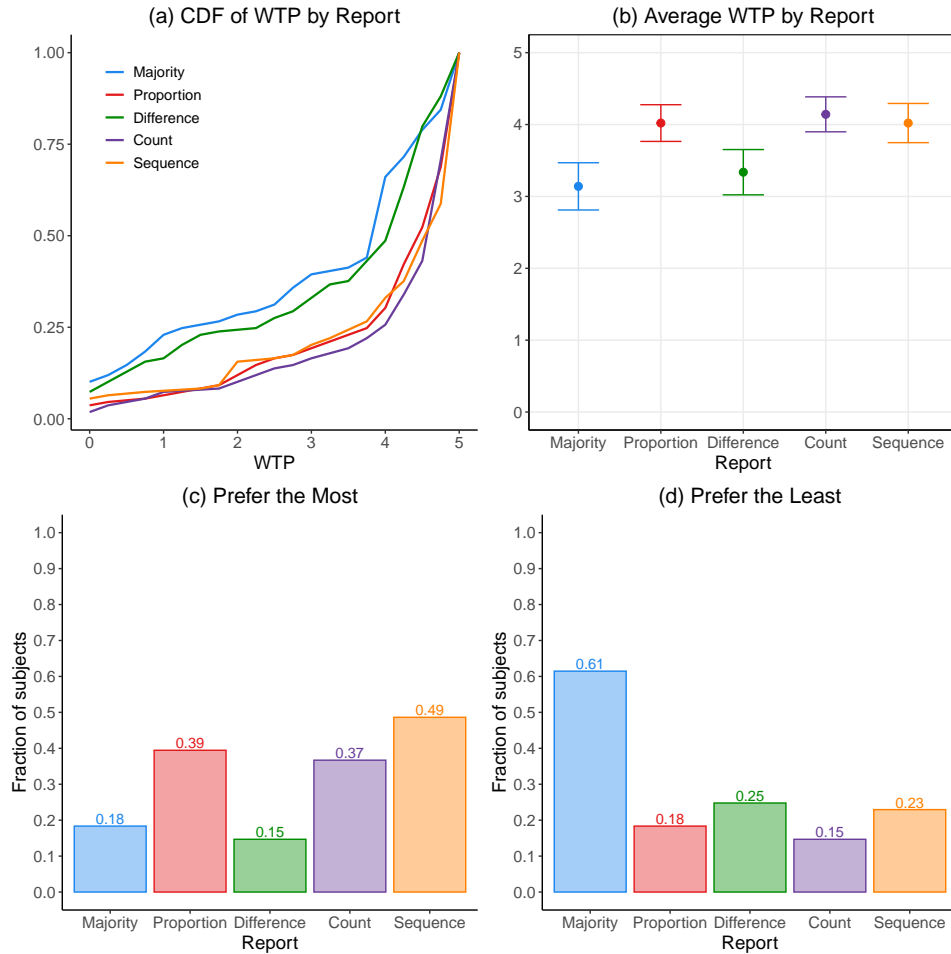 (a) CDF of WTP by Report
1.00
0.75
0.50
0.25
0.00
Majority
Proportion
Difference
Count
Sequence
0 1 2 3 4 5
WTP
(b) Average WTP by Report
5
4
3
2
1
0
Majority Proportion Difference Count Sequence
Report
(c) Prefer the Most
Fraction of subjects
1.0
0.9
0.8
0.7
0.6
0.5
0.4
0.3
0.2
0.1
0.0
0.18 0.39 0.15 0.37 0.49
Majority Proportion Difference Count Sequence
Report
(d) Prefer the Least
Fraction of subjects
1.0
0.9
0.8
0.7
0.6
0.5
0.4
0.3
0.2
0.1
0.0
0.61 0.18 0.25 0.15 0.23
Majority Proportion Difference Count Sequence
Report